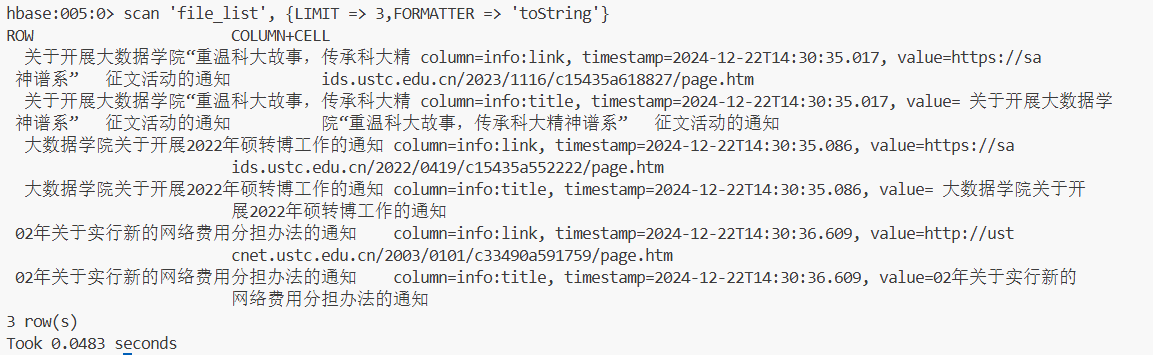 hbase:005:0> scan 'file_list', {LIMIT => 3,FORMATTER => 'toString'}
ROW COLUMN+CELL
关于开展大数据学院“重温科大故事，传承科大精 column=info:link, timestamp=2024-12-22T14:30:35.017, value=https://sa
神谱系” 征文活动的通知 ids.ustc.edu.cn/2023/1116/c15435a618827/page.htm
关于开展大数据学院“重温科大故事，传承科大精 column=info:title, timestamp=2024-12-22T14:30:35.017, value= 关于开展大数据学
神谱系” 征文活动的通知 院“重温科大故事，传承科大精神谱系” 征文活动的通知
大数据学院关于开展2022年硕转博工作的通知 column=info:link, timestamp=2024-12-22T14:30:35.086, value=https://sa
ids.ustc.edu.cn/2022/0419/c15435a552222/page.htm
大数据学院关于开展2022年硕转博工作的通知 column=info:title, timestamp=2024-12-22T14:30:35.086, value= 大数据学院关于开
展2022年硕转博工作的通知
02年关于实行新的网络费用分担办法的通知 column=info:link, timestamp=2024-12-22T14:30:36.609, value=http://ust
cnet.ustc.edu.cn/2003/0101/c33490a591759/page.htm
02年关于实行新的网络费用分担办法的通知 column=info:title, timestamp=2024-12-22T14:30:36.609, value=02年关于实行新的
网络费用分担办法的通知
3 row(s)
Took 0.0483 seconds